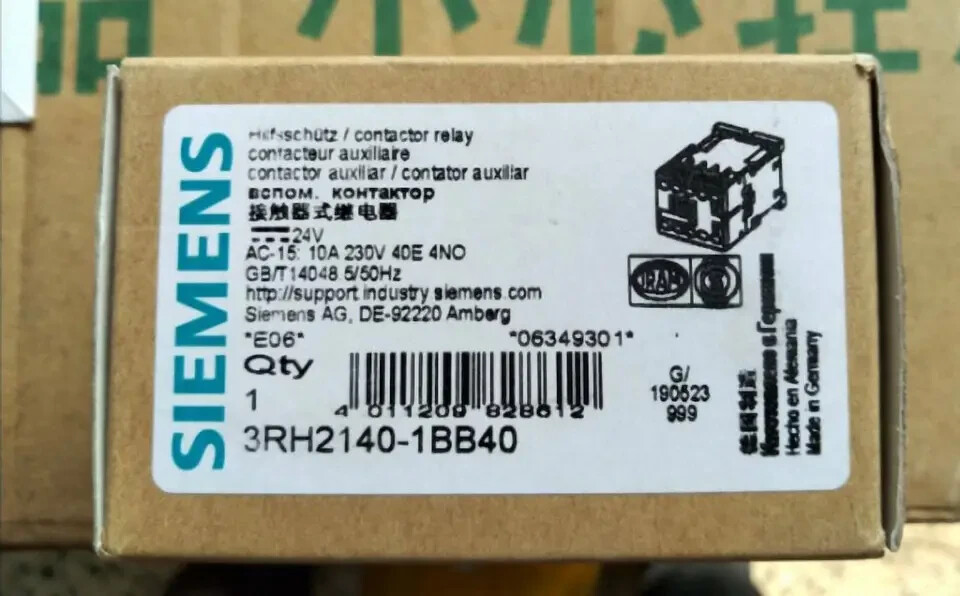 SIEMENS
Hilfsschütz / contactor relay
contacteur auxiliaire
contactor auxiliar / contator auxiliar
вспом. контактор
接触器式继电器
24V
AC-15: 10A 230V 40E 4NO
GB/T14048 5/50Hz
http://support.industry.siemens.com
Siemens AG, DE-92220 Amberg
*E06* *06349301*
Qty
1
4 011209 828612
3RH2140-1BB40
G/
190523
999
德国制造
Изготовлено в Германии
Hecho en Alemania
Made in Germany